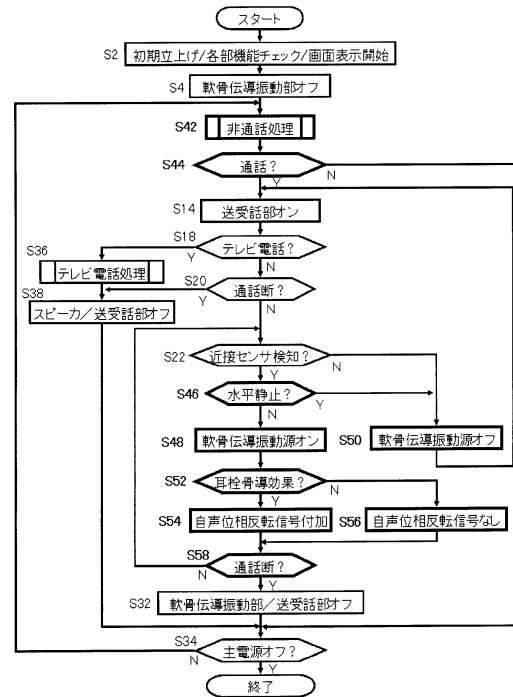 スタート
S2 初期立上げ/各部機能チェック/画面表示開始
S4 軟骨伝導振動部オフ
S42 非通話処理
S44 通話?
N
Y
S14 送受話部オン
S18 テレビ電話?
Y
N
S36 テレビ電話処理
S20 通話断?
Y
N
S38 スピーカ/送受話部オフ
S22 近接センサ検知?
N
Y
S46 水平静止?
Y
N
S48 軟骨伝導振動源オン
S50 軟骨伝導振動源オフ
S52 耳栓骨導効果?
N
Y
S54 自声位相反転信号付加
S56 自声位相反転信号なし
S58 通話断?
N
Y
S32 軟骨伝導振動部/送受話部オフ
S34 主電源オフ?
N
Y
終了